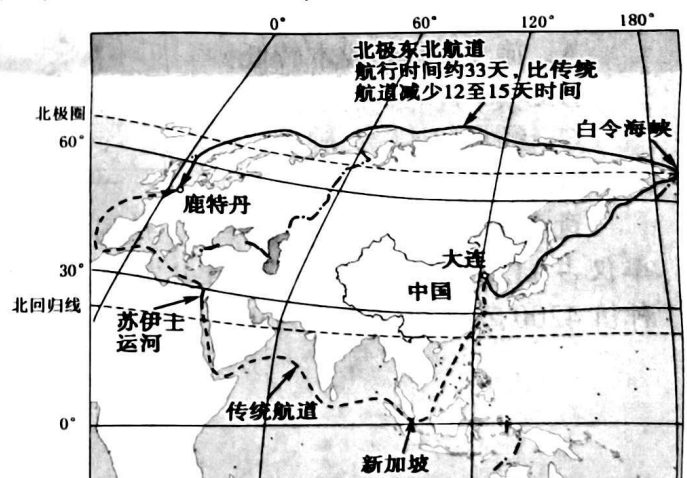 0° 60° 120° 180°
北极东北航道
航行时间约33天，比传统
航道减少12至15天时间
北极圈
白令海峡
60°
鹿特丹
大连
30°
中国
北回归线
苏伊士
运河
传统航道
0°
新加坡